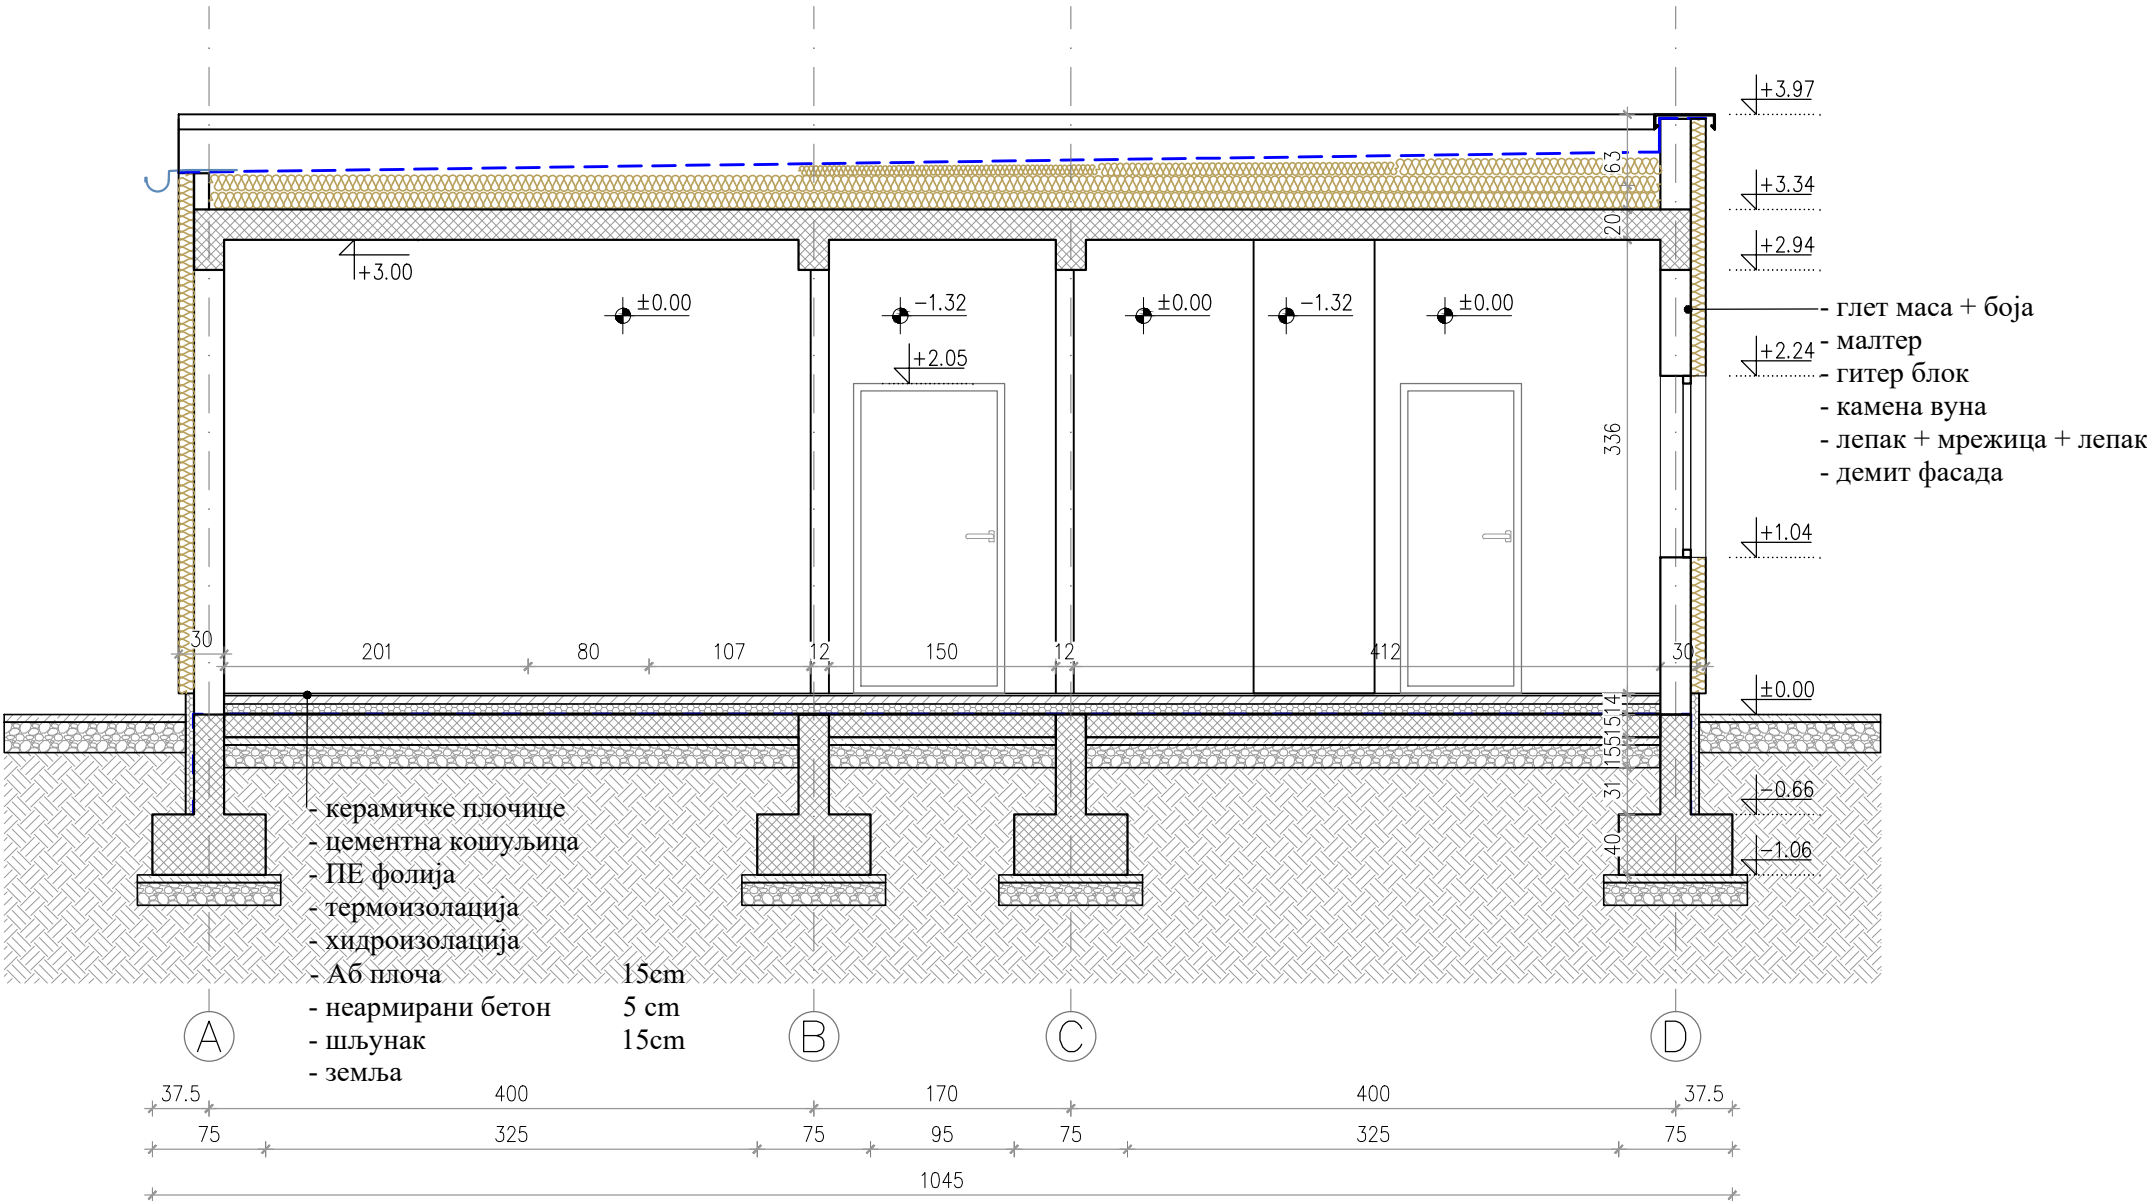 +3.97
63
+3.34
20
+2.94
+3.00
±0.00
-1.32
±0.00
-1.32
±0.00
- глет маса + боја
+2.05
- малтер
+2.24
- гитер блок
- камена вуна
336
- лепак + мрежица + лепак
- демит фасада
+1.04
30
201
80
107
12
150
12
412
30
±0.00
14
15
5
15
31
-0.66
40
-1.06
- керамичке плочице
- цементна кошуљица
- ПЕ фолија
- термоизолација
- хидроизолација
- Аб плоча 15cm
- неармирани бетон 5 cm
- шљунак 15cm
- земља
A
B
C
D
37.5
400
170
400
37.5
75
325
75
95
75
325
75
1045